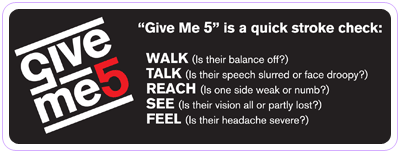 give
me5
"Give Me 5" is a quick stroke check:
WALK (Is their balance off?)
TALK (Is their speech slurred or face droopy?)
REACH (Is one side weak or numb?)
SEE (Is their vision all or partly lost?)
FEEL (Is their headache severe?)